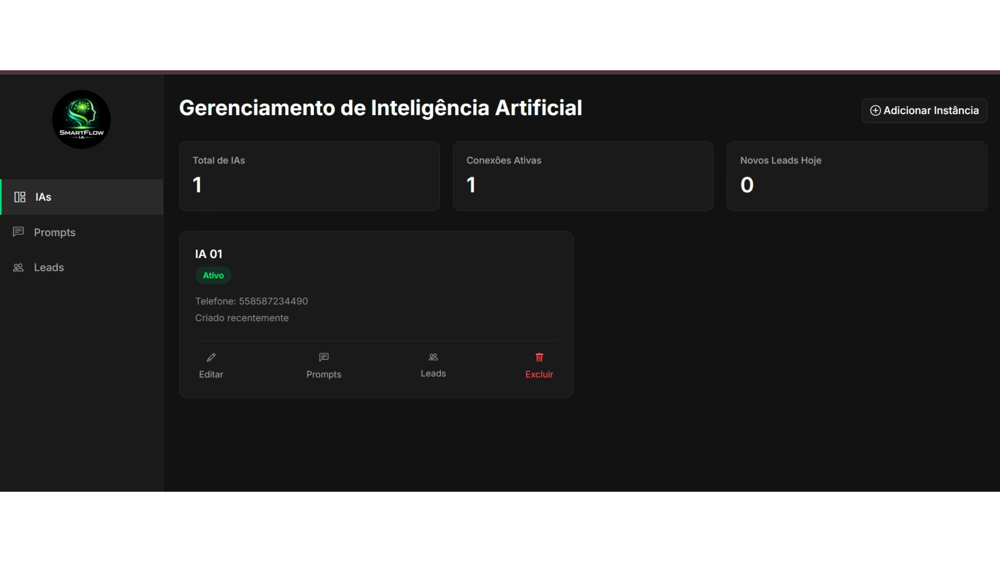 SMARTFLOW
IA
IAs
Prompts
Leads
Gerenciamento de Inteligência Artificial
Adicionar Instância
Total de IAs
1
Conexões Ativas
1
Novos Leads Hoje
0
IA 01
Ativo
Telefone: 558587234490
Criado recentemente
Editar
Prompts
Leads
Excluir